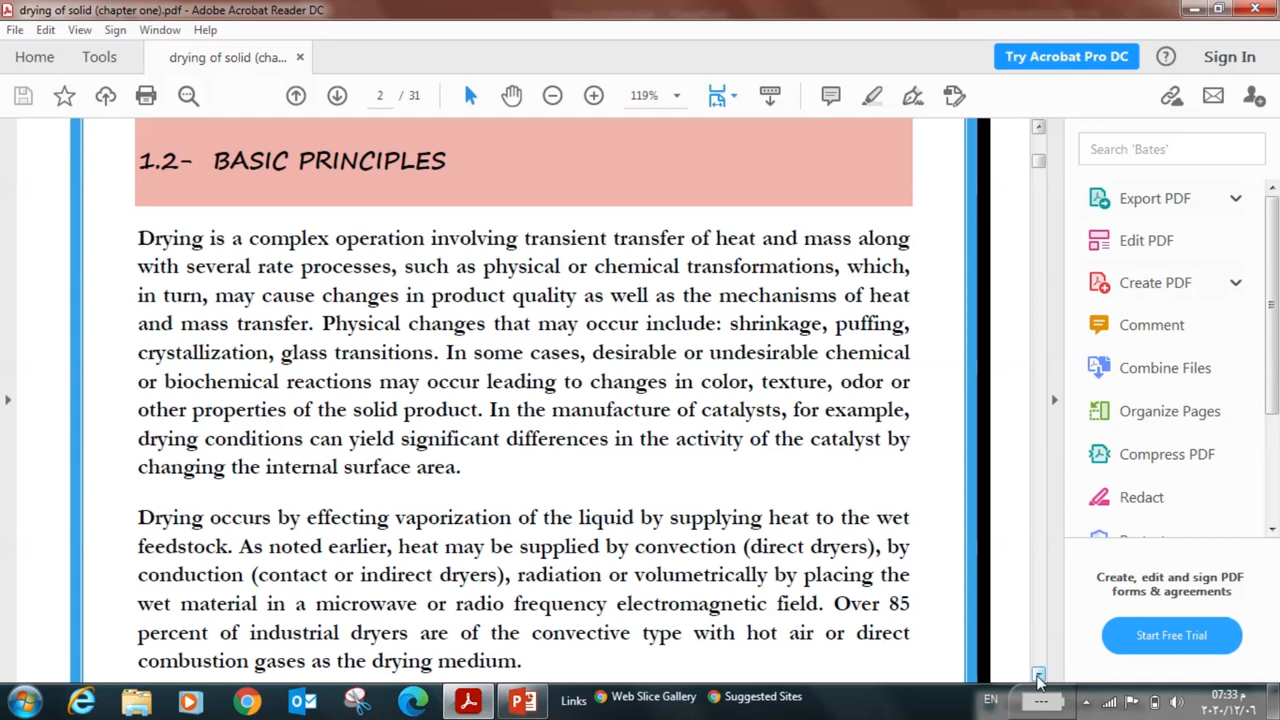 drying of solid (chapter one).pdf - Adobe Acrobat Reader DC
File Edit View Sign Window Help
Home Tools drying of solid (cha... × Try Acrobat Pro DC Sign In
2 / 31 119%
1.2- BASIC PRINCIPLES
Drying is a complex operation involving transient transfer of heat and mass along
with several rate processes, such as physical or chemical transformations, which,
in turn, may cause changes in product quality as well as the mechanisms of heat
and mass transfer. Physical changes that may occur include: shrinkage, puffing,
crystallization, glass transitions. In some cases, desirable or undesirable chemical
or biochemical reactions may occur leading to changes in color, texture, odor or
other properties of the solid product. In the manufacture of catalysts, for example,
drying conditions can yield significant differences in the activity of the catalyst by
changing the internal surface area.
Drying occurs by effecting vaporization of the liquid by supplying heat to the wet
feedstock. As noted earlier, heat may be supplied by convection (direct dryers), by
conduction (contact or indirect dryers), radiation or volumetrically by placing the
wet material in a microwave or radio frequency electromagnetic field. Over 85
percent of industrial dryers are of the convective type with hot air or direct
combustion gases as the drying medium.
Search 'Bates'
Export PDF
Edit PDF
Create PDF
Comment
Combine Files
Organize Pages
Compress PDF
Redact
Create, edit and sign PDF
forms & agreements
Start Free Trial
Links Web Slice Gallery Suggested Sites EN --- 07:33 م
٢٠٢٠/١٢/٠٦